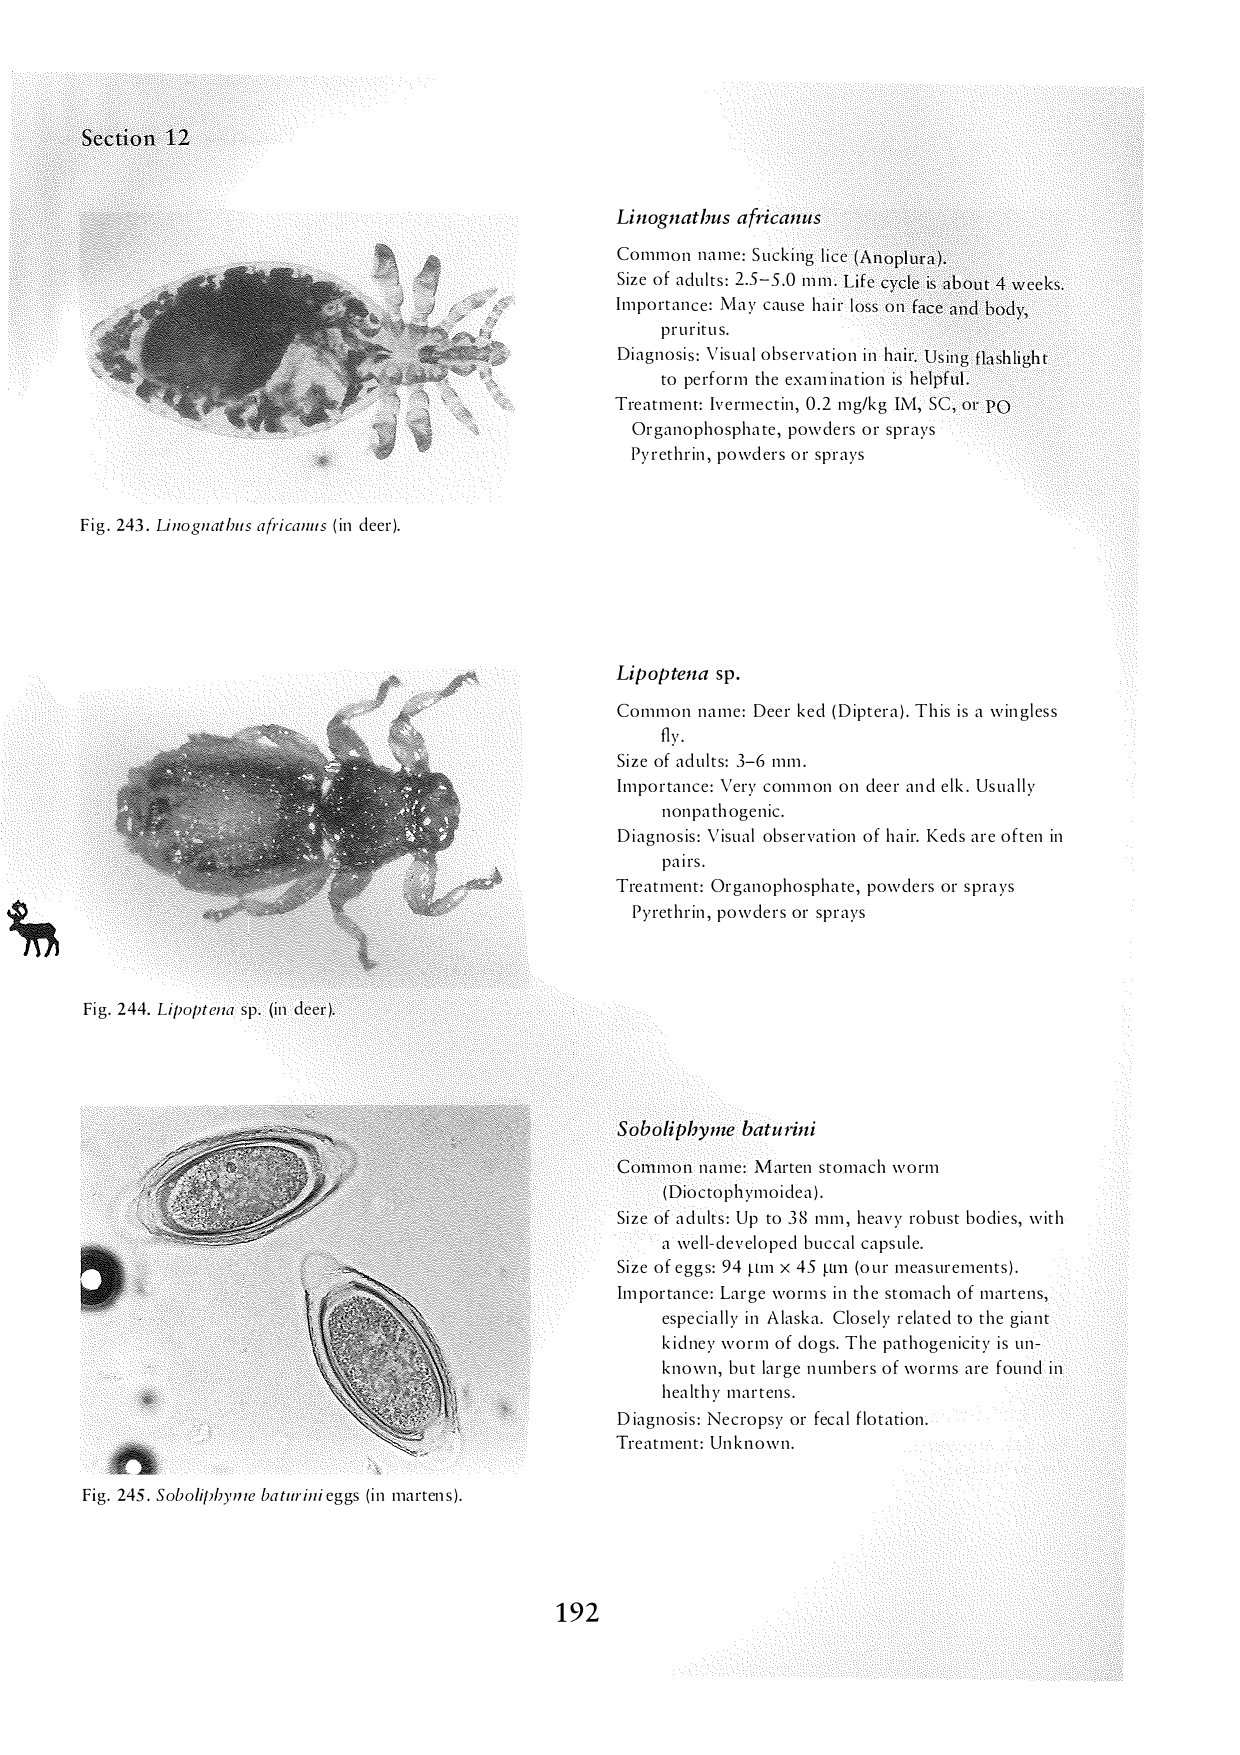 Section 12
Linognathus africanus
Common name: Sucking lice (Anoplura).
Size of adults: 2.5–5.0 mm. Life cycle is about 4 weeks.
Importance: May cause hair loss on face and body,
pruritus.
Diagnosis: Visual observation in hair. Using flashlight
to perform the examination is helpful.
Treatment: Ivermectin, 0.2 mg/kg IM, SC, or PO
Organophosphate, powders or sprays
Pyrethrin, powders or sprays
Fig. 243. Linognathus africanus (in deer).
Lipoptena sp.
Common name: Deer ked (Diptera). This is a wingless
fly.
Size of adults: 3–6 mm.
Importance: Very common on deer and elk. Usually
nonpathogenic.
Diagnosis: Visual observation of hair. Keds are often in
pairs.
Treatment: Organophosphate, powders or sprays
Pyrethrin, powders or sprays
Fig. 244. Lipoptena sp. (in deer).
Soboliphyme baturini
Common name: Marten stomach worm
(Dioctophymoidea).
Size of adults: Up to 38 mm, heavy robust bodies, with
a well-developed buccal capsule.
Size of eggs: 94 μm × 45 μm (our measurements).
Importance: Large worms in the stomach of martens,
especially in Alaska. Closely related to the giant
kidney worm of dogs. The pathogenicity is un-
known, but large numbers of worms are found in
healthy martens.
Diagnosis: Necropsy or fecal flotation.
Treatment: Unknown.
Fig. 245. Soboliphyme baturini eggs (in martens).
192